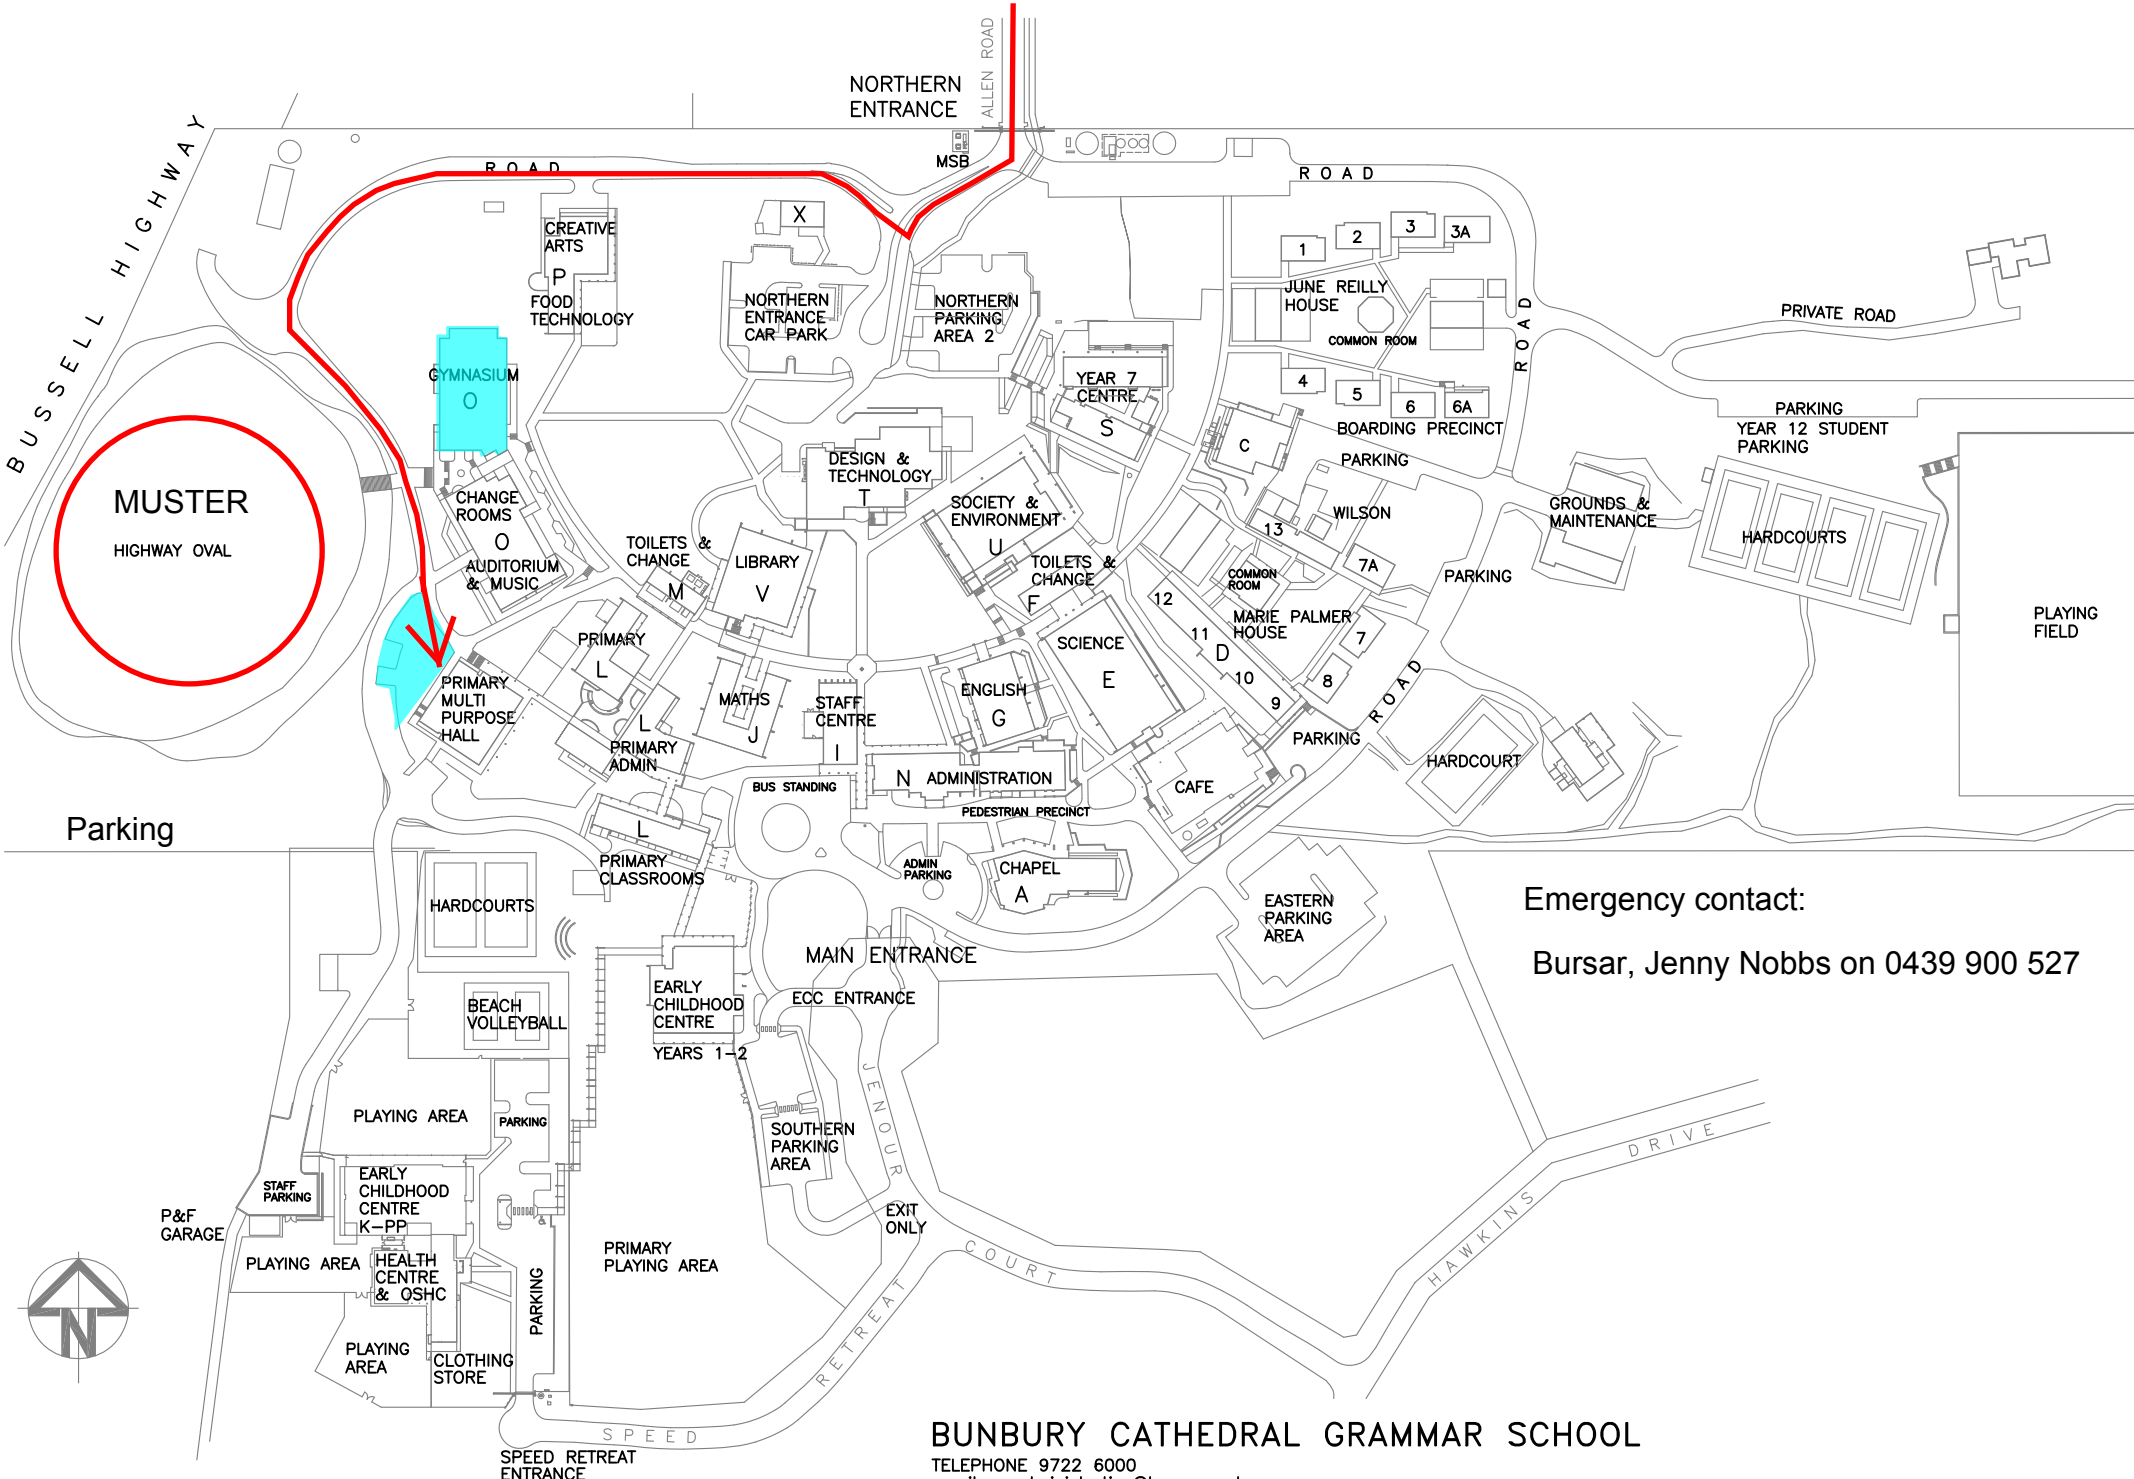 ALLEN ROAD
NORTHERN
ENTRANCE
MSB
BUSSELL HIGHWAY
ROAD
ROAD
CREATIVE
ARTS
P
FOOD
TECHNOLOGY
X
NORTHERN
ENTRANCE
CAR PARK
NORTHERN
PARKING
AREA 2
1
2
3
3A
JUNE REILLY
HOUSE
COMMON ROOM
ROAD
PRIVATE ROAD
GYMNASIUM
O
YEAR 7
CENTRE
S
4
5
6
6A
BOARDING PRECINCT
PARKING
C
PARKING
YEAR 12 STUDENT
PARKING
MUSTER
HIGHWAY OVAL
CHANGE
ROOMS
O
AUDITORIUM
& MUSIC
DESIGN &
TECHNOLOGY
T
SOCIETY &
ENVIRONMENT
U
TOILETS &
CHANGE
M
LIBRARY
V
TOILETS &
CHANGE
F
13
WILSON
7A
COMMON
ROOM
PARKING
GROUNDS &
MAINTENANCE
HARDCOURTS
PLAYING
FIELD
12
11
D
10
9
MARIE PALMER
HOUSE
7
8
ROAD
PARKING
SCIENCE
E
PRIMARY
L
L
PRIMARY
ADMIN
PRIMARY
MULTI
PURPOSE
HALL
MATHS
J
STAFF
CENTRE
I
ENGLISH
G
N ADMINISTRATION
BUS STANDING
PEDESTRIAN PRECINCT
CAFE
HARDCOURT
Parking
L
PRIMARY
CLASSROOMS
ADMIN
PARKING
CHAPEL
A
EASTERN
PARKING
AREA
Emergency contact:
Bursar, Jenny Nobbs on 0439 900 527
HARDCOURTS
MAIN ENTRANCE
BEACH
VOLLEYBALL
EARLY
CHILDHOOD
CENTRE
YEARS 1-2
ECC ENTRANCE
JENOUR
COURT
HAWKINS
DRIVE
PLAYING AREA
PARKING
SOUTHERN
PARKING
AREA
STAFF
PARKING
EARLY
CHILDHOOD
CENTRE
K-PP
P&F
GARAGE
EXIT
ONLY
PLAYING AREA
HEALTH
CENTRE
& OSHC
PARKING
PRIMARY
PLAYING AREA
N
PLAYING
AREA
CLOTHING
STORE
SPEED
RETREAT
SPEED RETREAT
ENTRANCE
BUNBURY CATHEDRAL GRAMMAR SCHOOL
TELEPHONE 9722 6000